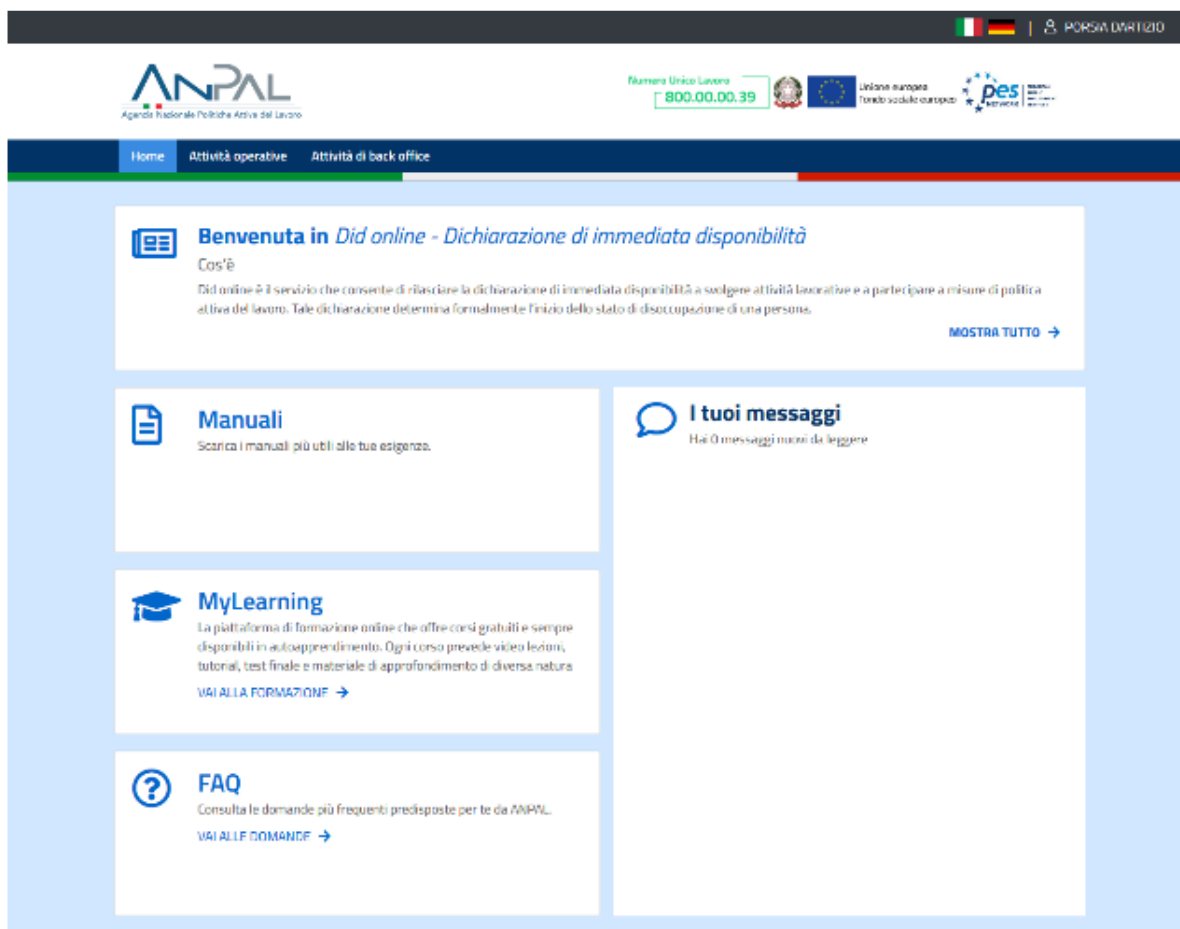 PORSIA DARTIZIO
ANPAL
Agenzia Nazionale Politiche Attive del Lavoro
Numero Unico Lavoro
800.00.00.39
Unione europea
Fondo sociale europeo
pes
NETWORK
Home Attività operative Attività di back office
Benvenuta in Did online - Dichiarazione di immediata disponibilità
Cos'è
Did online è il servizio che consente di rilasciare la dichiarazione di immediata disponibilità a svolgere attività lavorative e a partecipare a misure di politica
attiva del lavoro. Tale dichiarazione determina formalmente l'inizio dello stato di disoccupazione di una persona.
MOSTRA TUTTO
Manuali
Scarica i manuali più utili alle tue esigenze.
I tuoi messaggi
Hai 0 messaggi nuovi da leggere
MyLearning
La piattaforma di formazione online che offre corsi gratuiti e sempre
disponibili in autoapprendimento. Ogni corso prevede video lezioni,
tutorial, test finale e materiale di approfondimento di diversa natura
VAI ALLA FORMAZIONE
FAQ
Consulta le domande più frequenti predisposte per te da ANPAL.
VAI ALLE DOMANDE